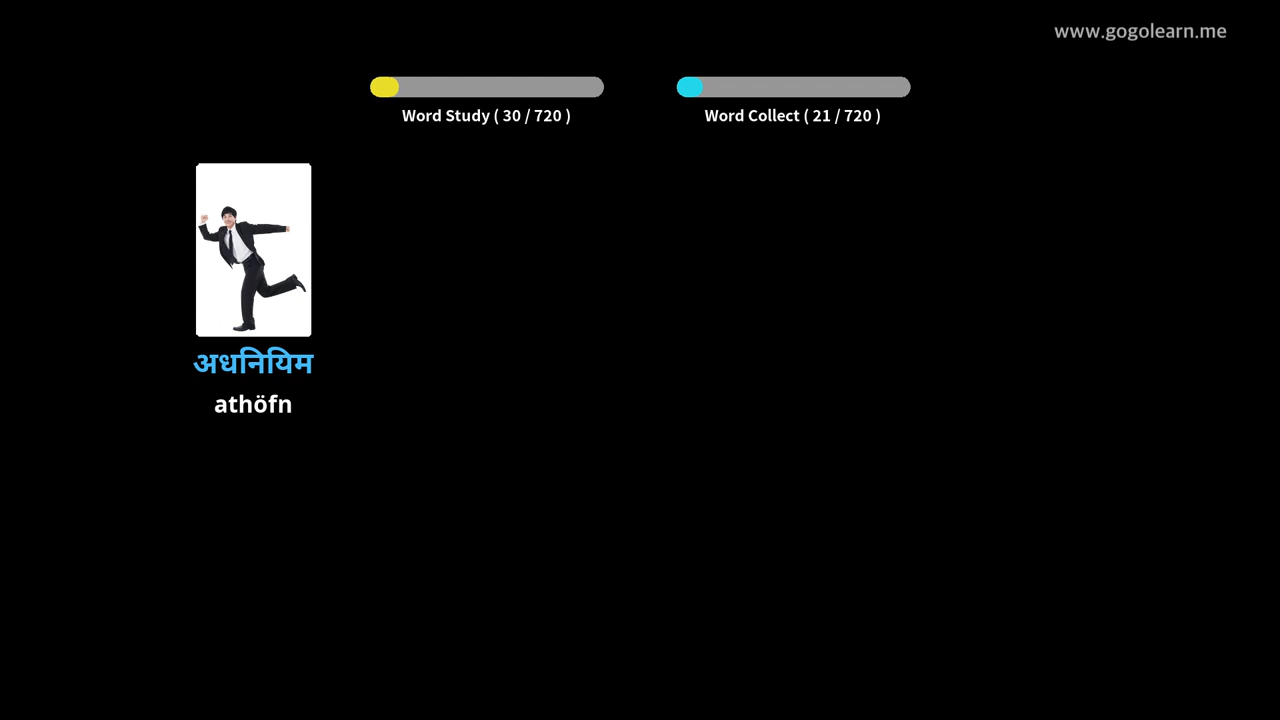 www.gogolearn.me
Word Study ( 30 / 720 )
Word Collect ( 21 / 720 )
अधनियिम
athöfn